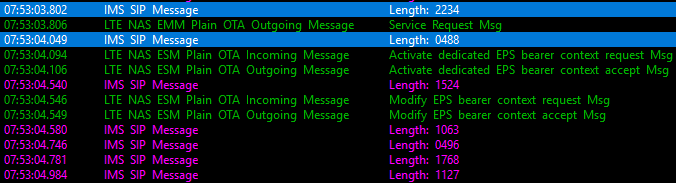 07:53:03.802 IMS SIP Message Length: 2234
07:53:03.806 LTE NAS EMM Plain OTA Outgoing Message Service Request Msg
07:53:04.049 IMS SIP Message Length: 0488
07:53:04.094 LTE NAS ESM Plain OTA Incoming Message Activate dedicated EPS bearer context request Msg
07:53:04.106 LTE NAS ESM Plain OTA Outgoing Message Activate dedicated EPS bearer context accept Msg
07:53:04.540 IMS SIP Message Length: 1524
07:53:04.546 LTE NAS ESM Plain OTA Incoming Message Modify EPS bearer context request Msg
07:53:04.549 LTE NAS ESM Plain OTA Outgoing Message Modify EPS bearer context accept Msg
07:53:04.580 IMS SIP Message Length: 1063
07:53:04.746 IMS SIP Message Length: 0496
07:53:04.781 IMS SIP Message Length: 1768
07:53:04.984 IMS SIP Message Length: 1127